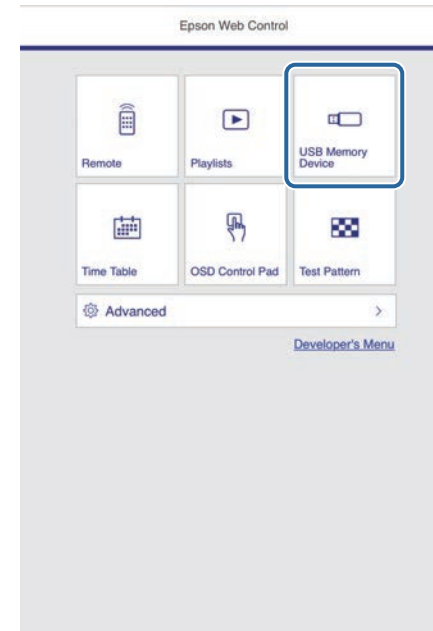 Epson Web Control
Remote
Playlists
USB Memory
Device
Time Table
OSD Control Pad
Test Pattern
Advanced
Developer's Menu